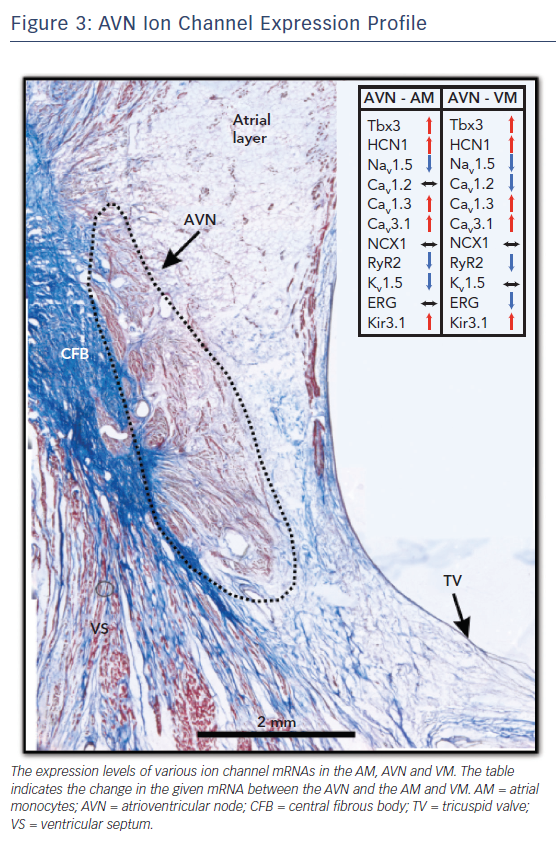 Figure 3: AVN Ion Channel Expression Profile
Atrial
layer
AVN
CFB
VS
TV
2 mm
AVN - AM AVN - VM
Tbx3 ↑ Tbx3 ↑
HCN1 ↑ HCN1 ↑
Nav1.5 ↓ Nav1.5 ↓
Cav1.2 ↔ Cav1.2 ↓
Cav1.3 ↑ Cav1.3 ↑
Cav3.1 ↑ Cav3.1 ↑
NCX1 ↔ NCX1 ↔
RyR2 ↓ RyR2 ↓
Kv1.5 ↓ Kv1.5 ↔
ERG ↔ ERG ↓
Kir3.1 ↑ Kir3.1 ↑
The expression levels of various ion channel mRNAs in the AM, AVN and VM. The table
indicates the change in the given mRNA between the AVN and the AM and VM. AM = atrial
monocytes; AVN = atrioventricular node; CFB = central fibrous body; TV = tricuspid valve;
VS = ventricular septum.